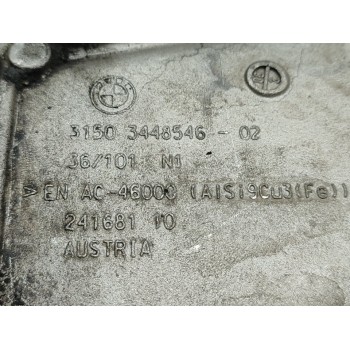 3150 3448546 - 02
36/101 N1
>EN AC-46000 (AlSi9Cu3(Fe))
241681 10
AUSTRIA